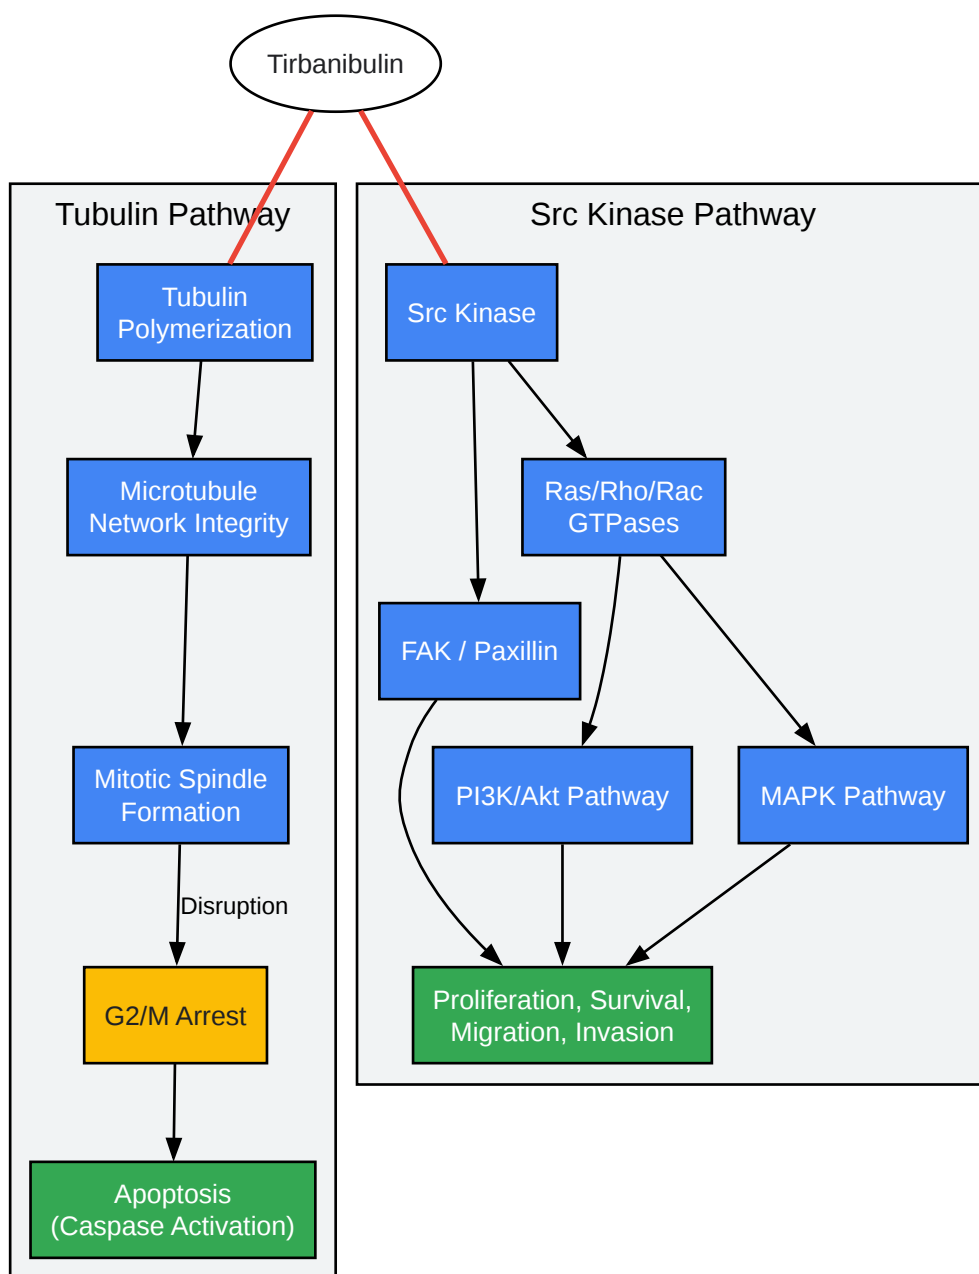 Tirbanibulin
Tubulin Pathway
Tubulin
Polymerization
Microtubule
Network Integrity
Mitotic Spindle
Formation
Disruption
G2/M Arrest
Apoptosis
(Caspase Activation)
Src Kinase Pathway
Src Kinase
Ras/Rho/Rac
GTPases
FAK / Paxillin
PI3K/Akt Pathway
MAPK Pathway
Proliferation, Survival,
Migration, Invasion